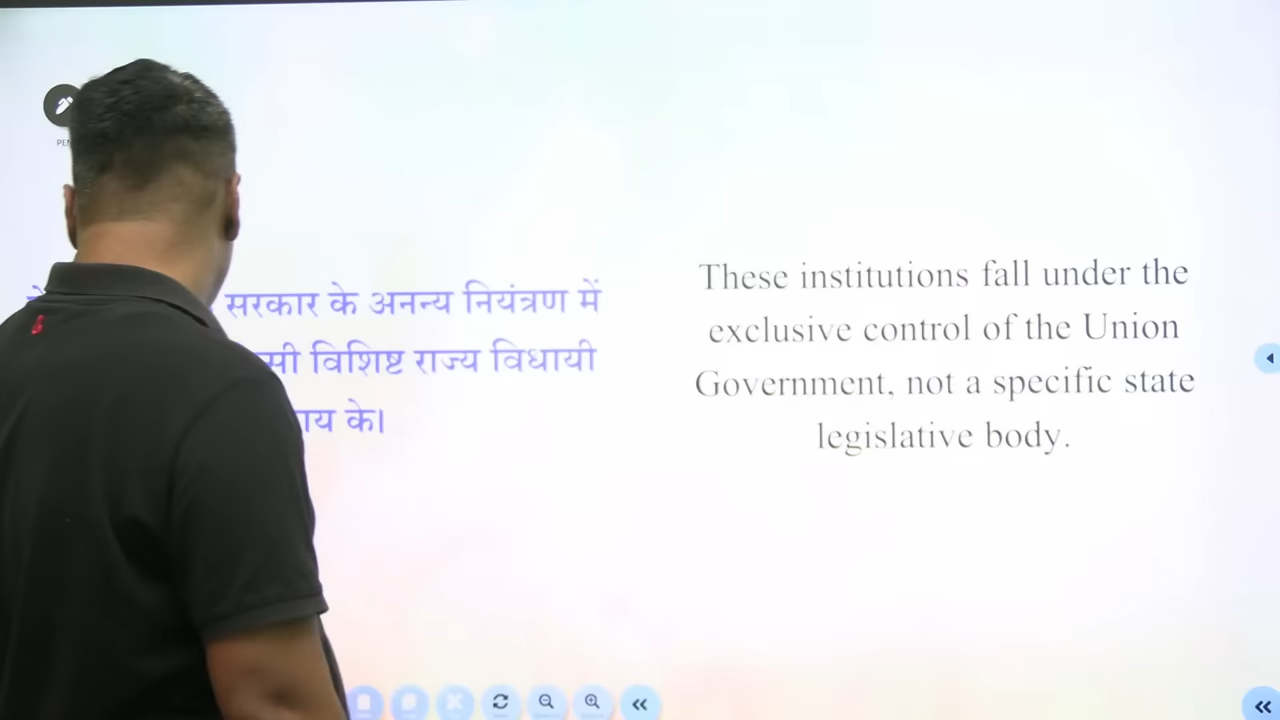 सरकार के अनन्य नियंत्रण में
विशिष्ट राज्य विधायी
के।
These institutions fall under the
exclusive control of the Union
Government, not a specific state
legislative body.